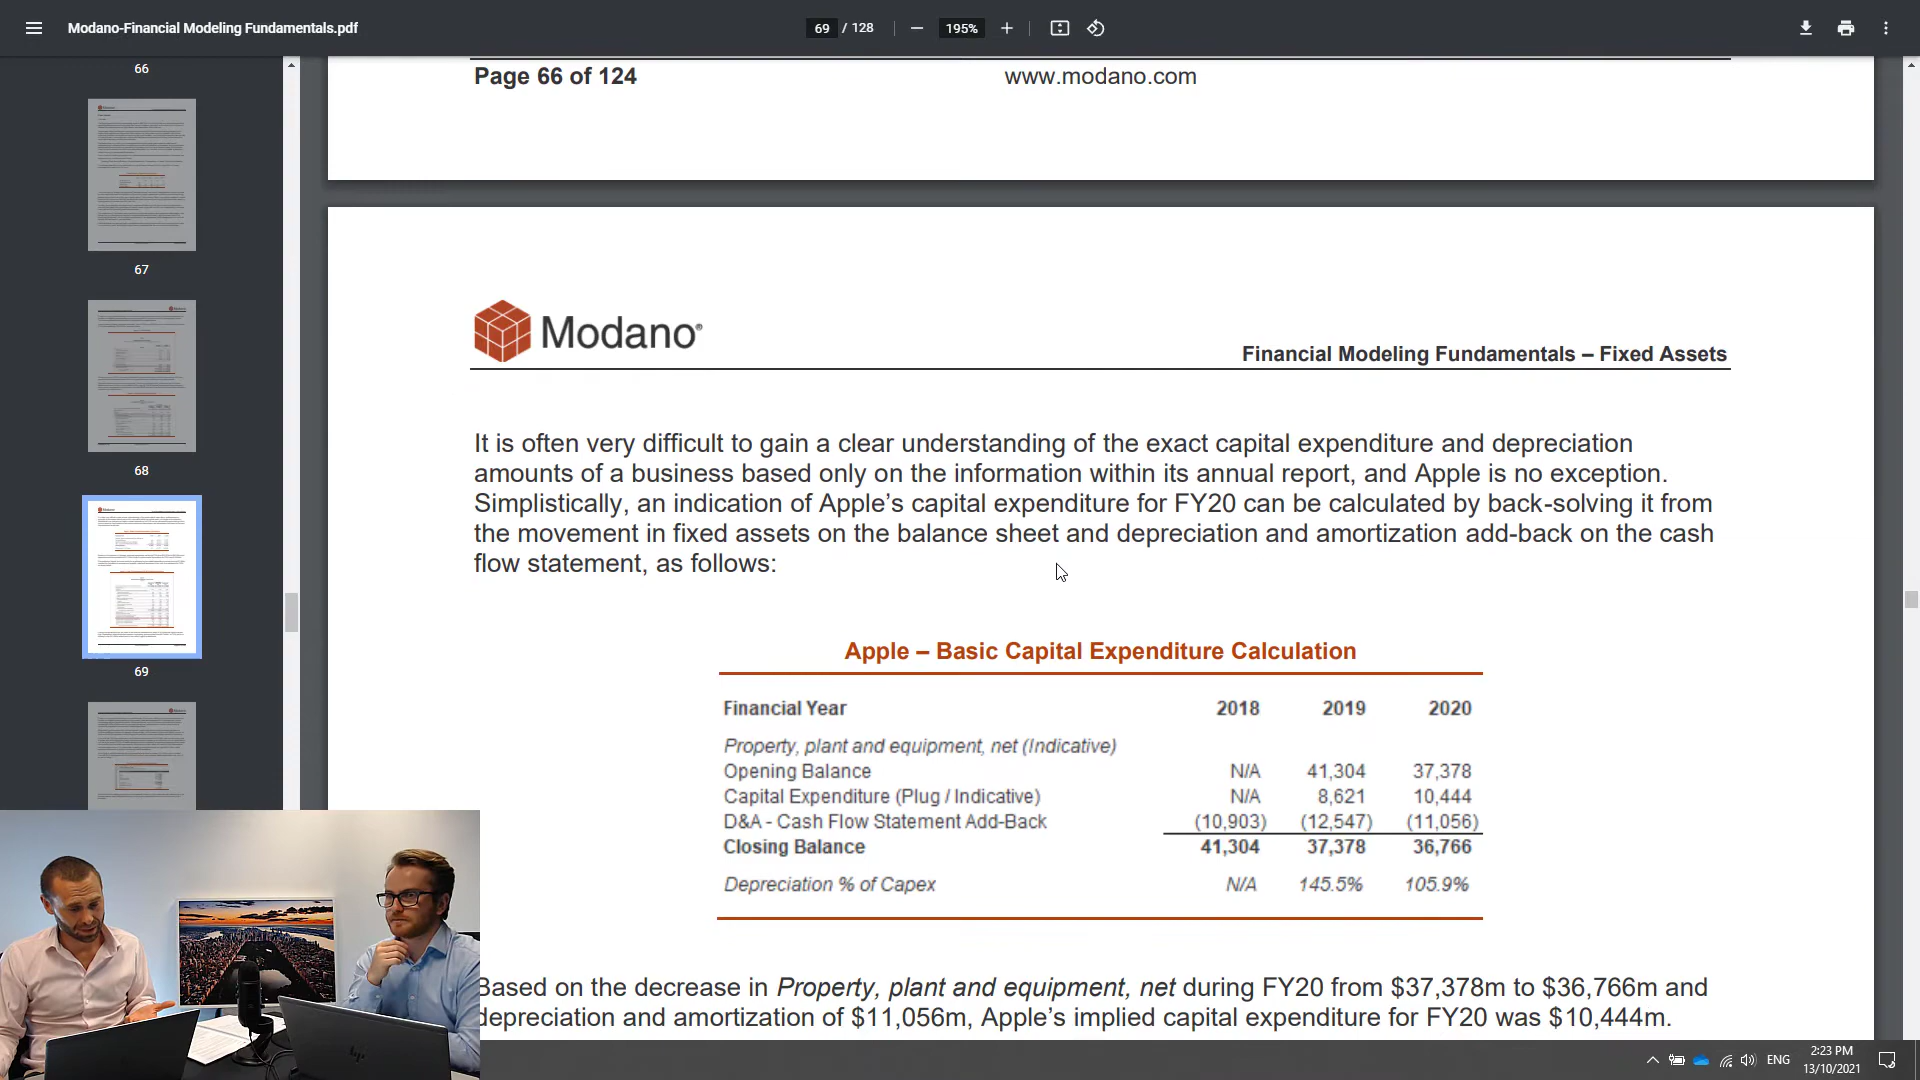 Modano-Financial Modeling Fundamentals.pdf
69 / 128
195%
66
67
68
69
Page 66 of 124 www.modano.com
Modano®
Financial Modeling Fundamentals – Fixed Assets
It is often very difficult to gain a clear understanding of the exact capital expenditure and depreciation
amounts of a business based only on the information within its annual report, and Apple is no exception.
Simplistically, an indication of Apple’s capital expenditure for FY20 can be calculated by back-solving it from
the movement in fixed assets on the balance sheet and depreciation and amortization add-back on the cash
flow statement, as follows:
Apple – Basic Capital Expenditure Calculation
Financial Year 2018 2019 2020
Property, plant and equipment, net (Indicative)
Opening Balance N/A 41,304 37,378
Capital Expenditure (Plug / Indicative) N/A 8,621 10,444
D&A - Cash Flow Statement Add-Back (10,903) (12,547) (11,056)
Closing Balance 41,304 37,378 36,766
Depreciation % of Capex N/A 145.5% 105.9%
Based on the decrease in Property, plant and equipment, net during FY20 from $37,378m to $36,766m and
depreciation and amortization of $11,056m, Apple’s implied capital expenditure for FY20 was $10,444m.
ENG
2:23 PM
13/10/2021